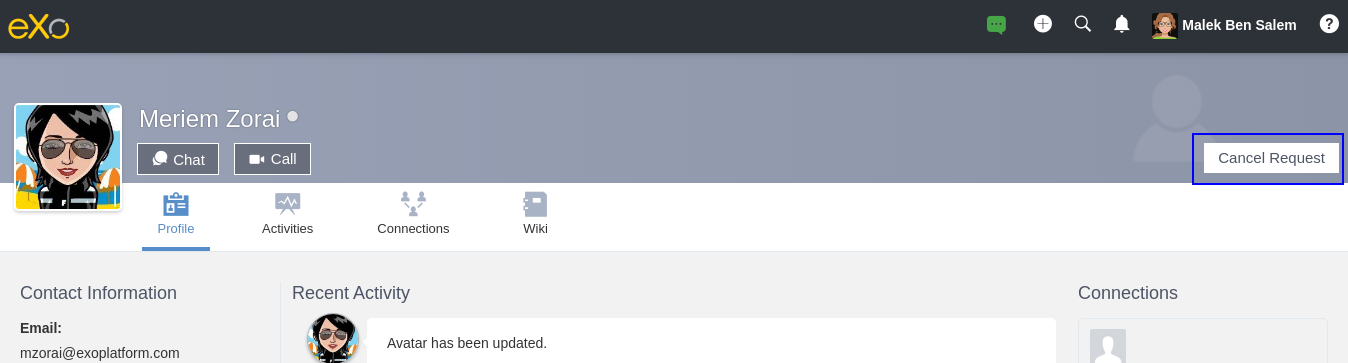 eXo
Malek Ben Salem
?
Meriem Zorai
Chat
Call
Cancel Request
Profile
Activities
Connections
Wiki
Contact Information
Recent Activity
Connections
Email:
mzorai@exoplatform.com
Avatar has been updated.